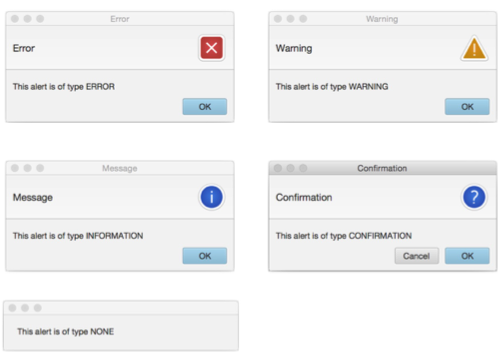 Error
Error
This alert is of type ERROR
OK
Warning
Warning
This alert is of type WARNING
OK
Message
Message
This alert is of type INFORMATION
OK
Confirmation
Confirmation
This alert is of type CONFIRMATION
Cancel OK
This alert is of type NONE